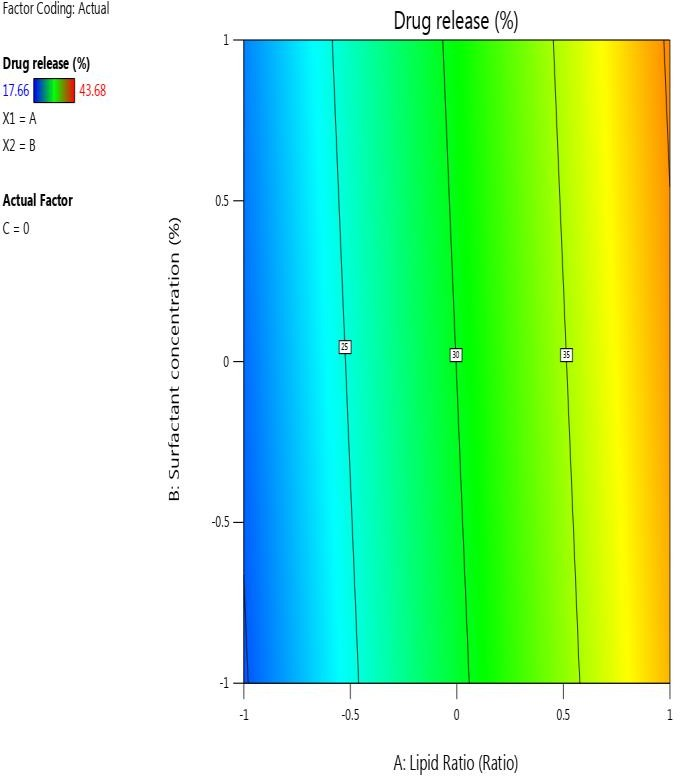 Factor Coding: Actual
Drug release (%)
17.66 43.68
X1 = A
X2 = B
Actual Factor
C = 0
Drug release (%)
B: Surfactant concentration (%)
1
0.5
0
-0.5
-1
25
30
35
-1
-0.5
0
0.5
1
A: Lipid Ratio (Ratio)